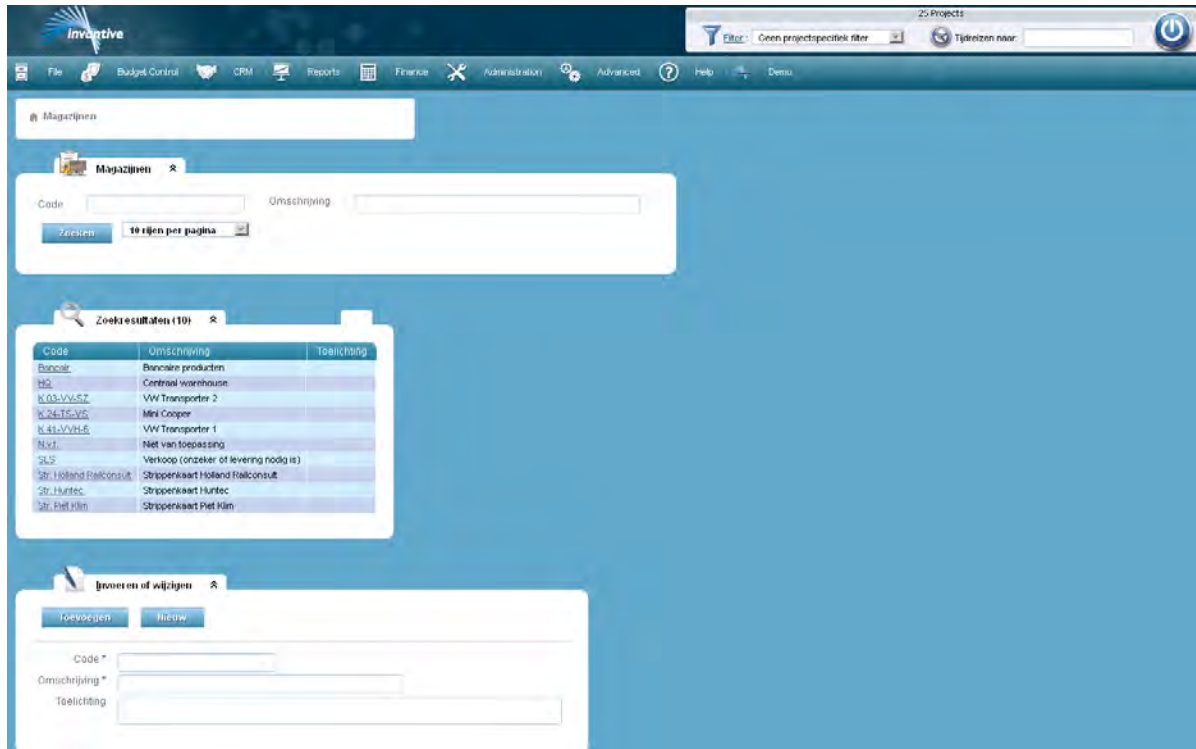 25 Projects
invantive
Filter: Geen projectspecifiek filter Tijdreizen naar:
File Budget Control CRM Reports Finance Administration Advanced Help Demo
Magazijnen
Magazijnen
Code Omschrijving
Zoeken 10 rijen per pagina
Zoekresultaten (10)
Code Omschrijving Toelichting
Bancair Bancaire producten
HQ Centraal warehouse
K 03-VV-SZ VW Transporter 2
K 24-TS-VS Mini Cooper
K 41-VVH-6 VW Transporter 1
N.v.t. Niet van toepassing
SLS Verkoop (onzeker of levering nodig is)
Str. Holland Railconsult Strippenkaart Holland Railconsult
Str. Huntec Strippenkaart Huntec
Str. Piet Klim Strippenkaart Piet Klim
Invoeren of wijzigen
Toevoegen Nieuw
Code *
Omschrijving *
Toelichting